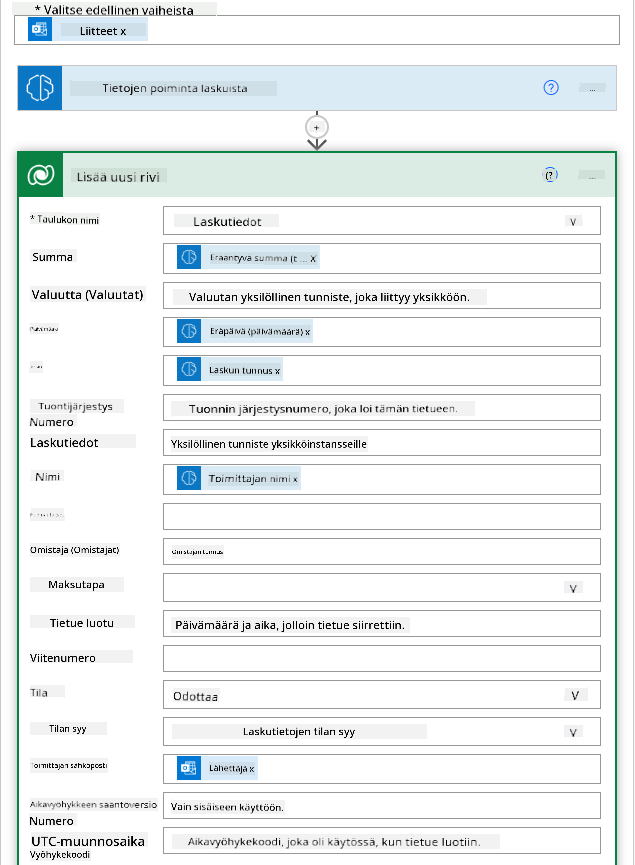 * Valitse edellinen vaiheista
Liitteet x
Tietojen poiminta laskuista
?
...
+
Lisää uusi rivi
(?
...
* Taulukon nimi
Laskutiedot
V
Summa
Erääntyvä summa (t ... X
Valuutta (Valuutat)
Valuutan yksilöllinen tunniste, joka liittyy yksikköön.
Päivämäärä
Eräpäivä (päivämäärä) x
Laskun tunnus x
Tuontijärjestys
Numero
Tuonnin järjestysnumero, joka loi tämän tietueen.
Laskutiedot
Yksilöllinen tunniste yksikköinstansseille
Nimi
Toimittajan nimi x
Omistaja (Omistajat)
Omistajan tunnus
Maksutapa
V
Tietue luotu
Päivämäärä ja aika, jolloin tietue siirrettiin.
Viitenumero
Tila
Odottaa
V
Tilan syy
Laskutietojen tilan syy
V
Toimittajan sähköposti
Lähettäjä x
Aikavyöhykkeen sääntöversio
Numero
Vain sisäiseen käyttöön.
UTC-muunnosaika
Vyöhykekoodi
Aikavyöhykekoodi, joka oli käytössä, kun tietue luotiin.